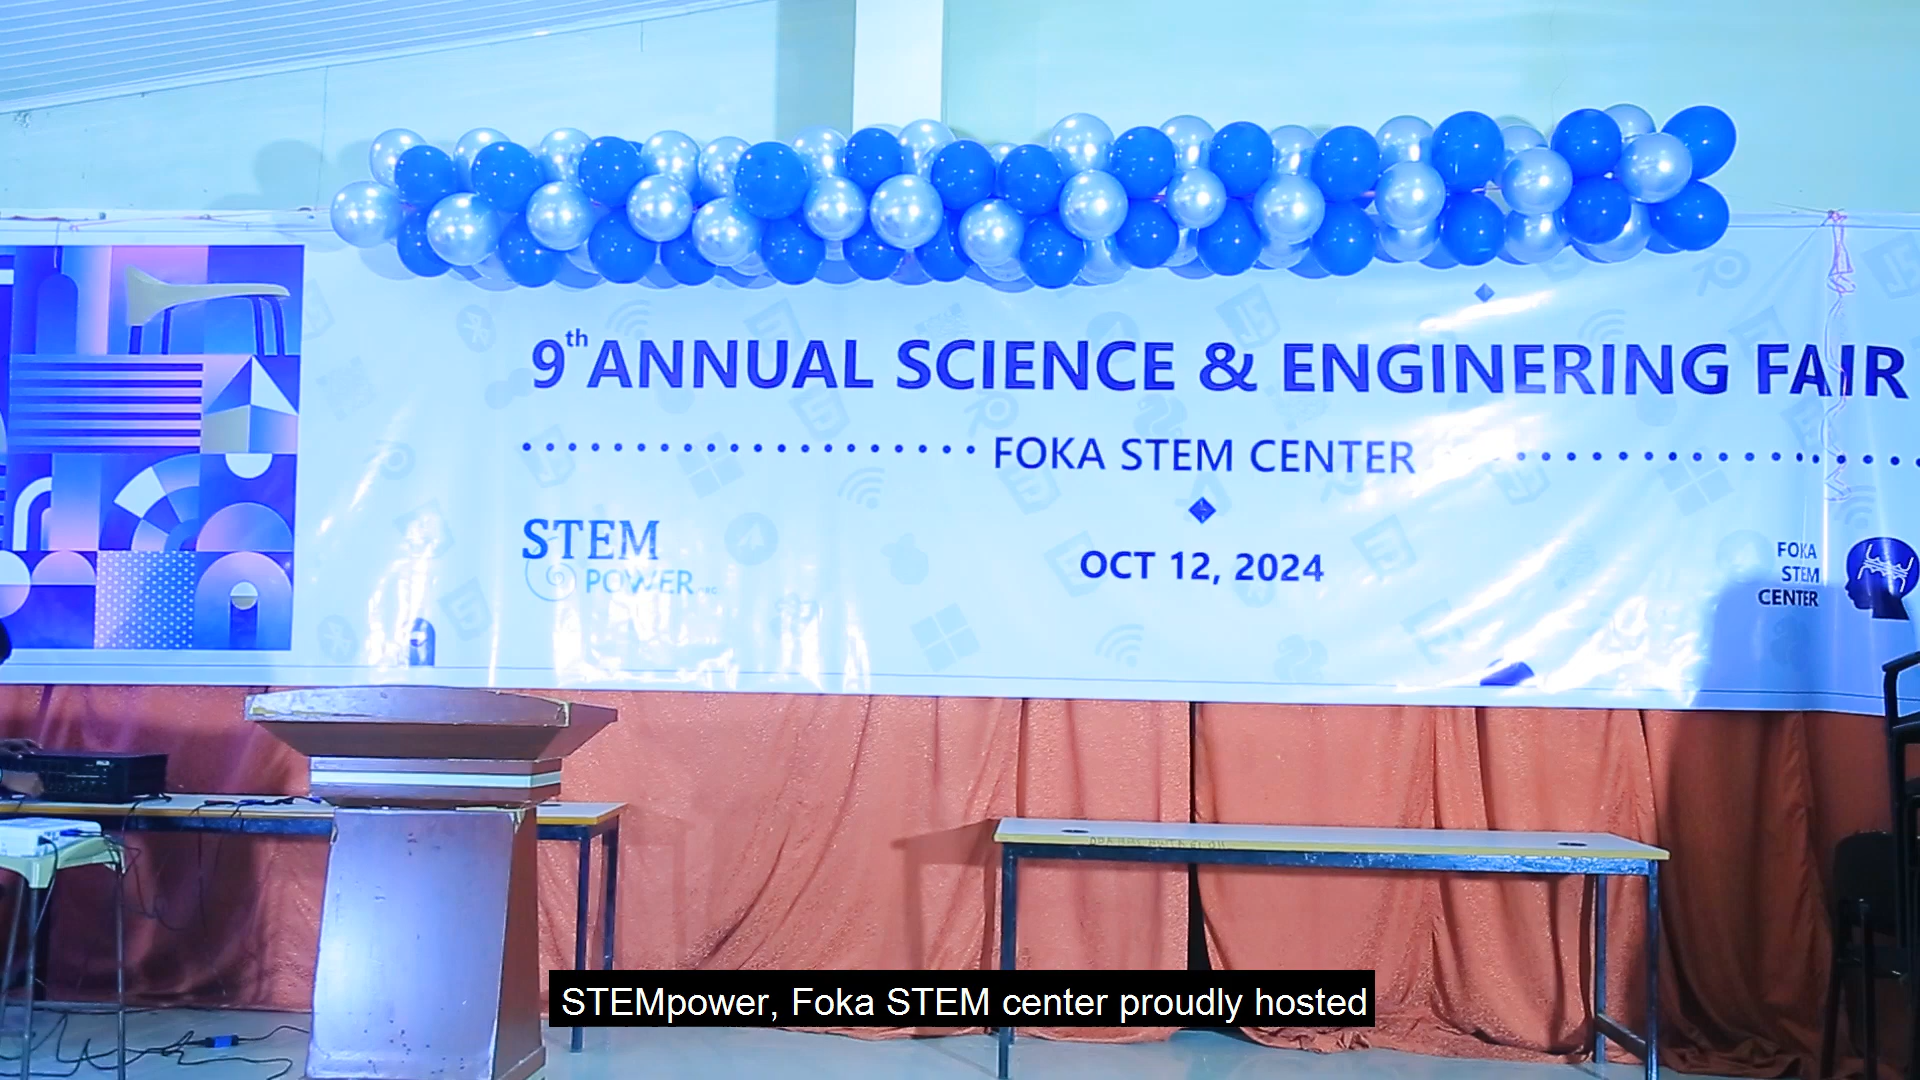 9th ANNUAL SCIENCE & ENGINERING FAIR
FOKA STEM CENTER
OCT 12, 2024
STEM
POWER
FOKA
STEM
CENTER
STEMpower, Foka STEM center proudly hosted